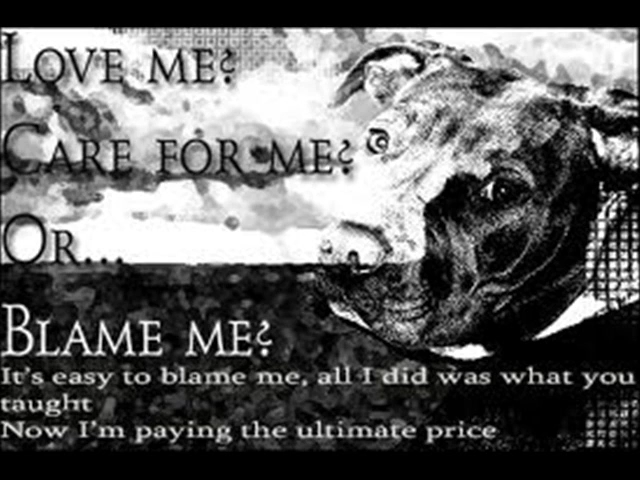 Love me?
Care for me?
Or...
Blame me?
It's easy to blame me, all I did was what you
taught
Now I'm paying the ultimate price